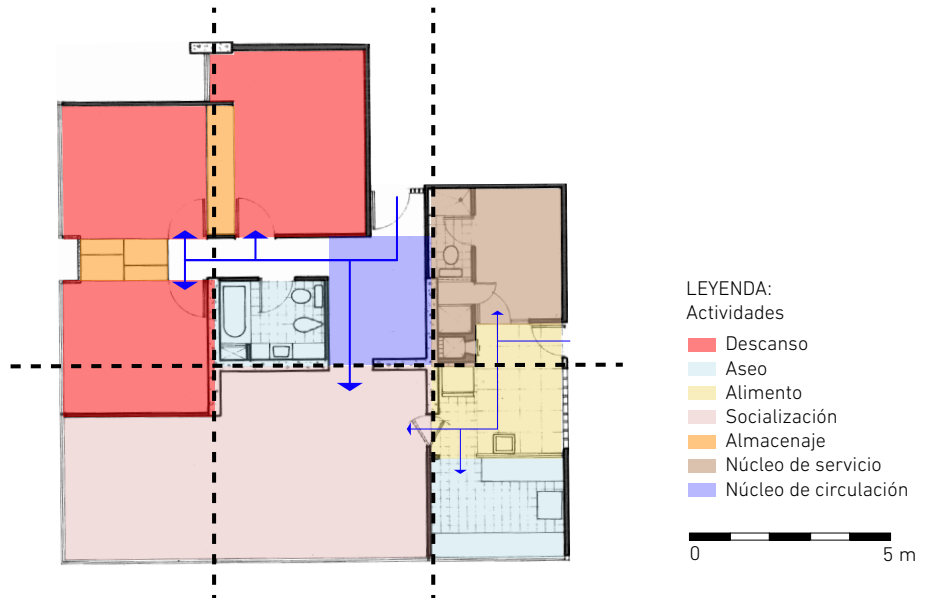 LEYENDA:
Actividades
Descanso
Aseo
Alimento
Socialización
Almacenaje
Núcleo de servicio
Núcleo de circulación
0 5 m